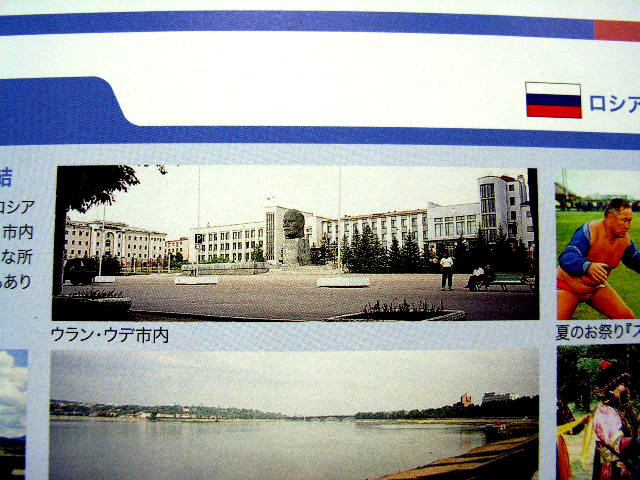 ロシア
結
ロシア
市内
な所
あり
ウラン・ウデ市内
夏のお祭り『ス